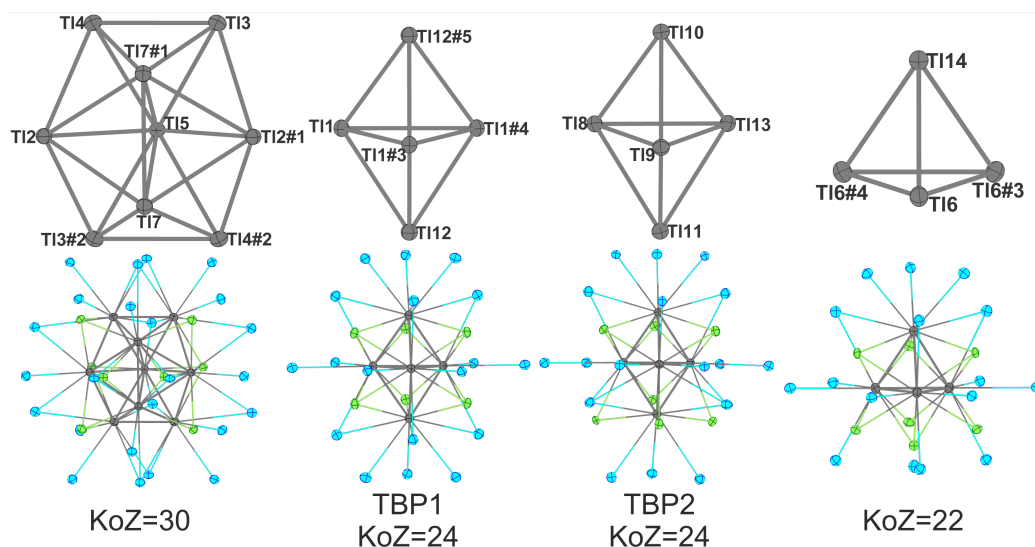 Tl4
Tl3
Tl7#1
Tl2
Tl5
Tl2#1
Tl7
Tl3#2
Tl4#2
Tl12#5
Tl1
Tl1#4
Tl1#3
Tl12
Tl10
Tl8
Tl13
Tl9
Tl11
Tl14
Tl6#4
Tl6#3
Tl6
KoZ=30
TBP1
KoZ=24
TBP2
KoZ=24
KoZ=22